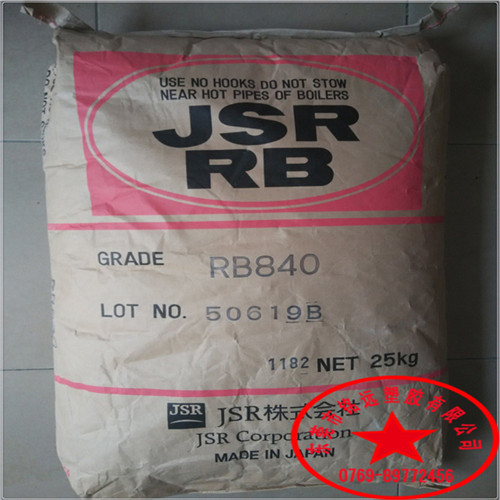 USE NO HOOKS DO NOT STOW
NEAR HOT PIPES OF BOILERS
JSR
RB
GRADE RB840
LOT NO. 50619B
1182 NET 25kg
JSR JSR株式会社
JSR Corporation
MADE IN JAPAN
0769-89772456